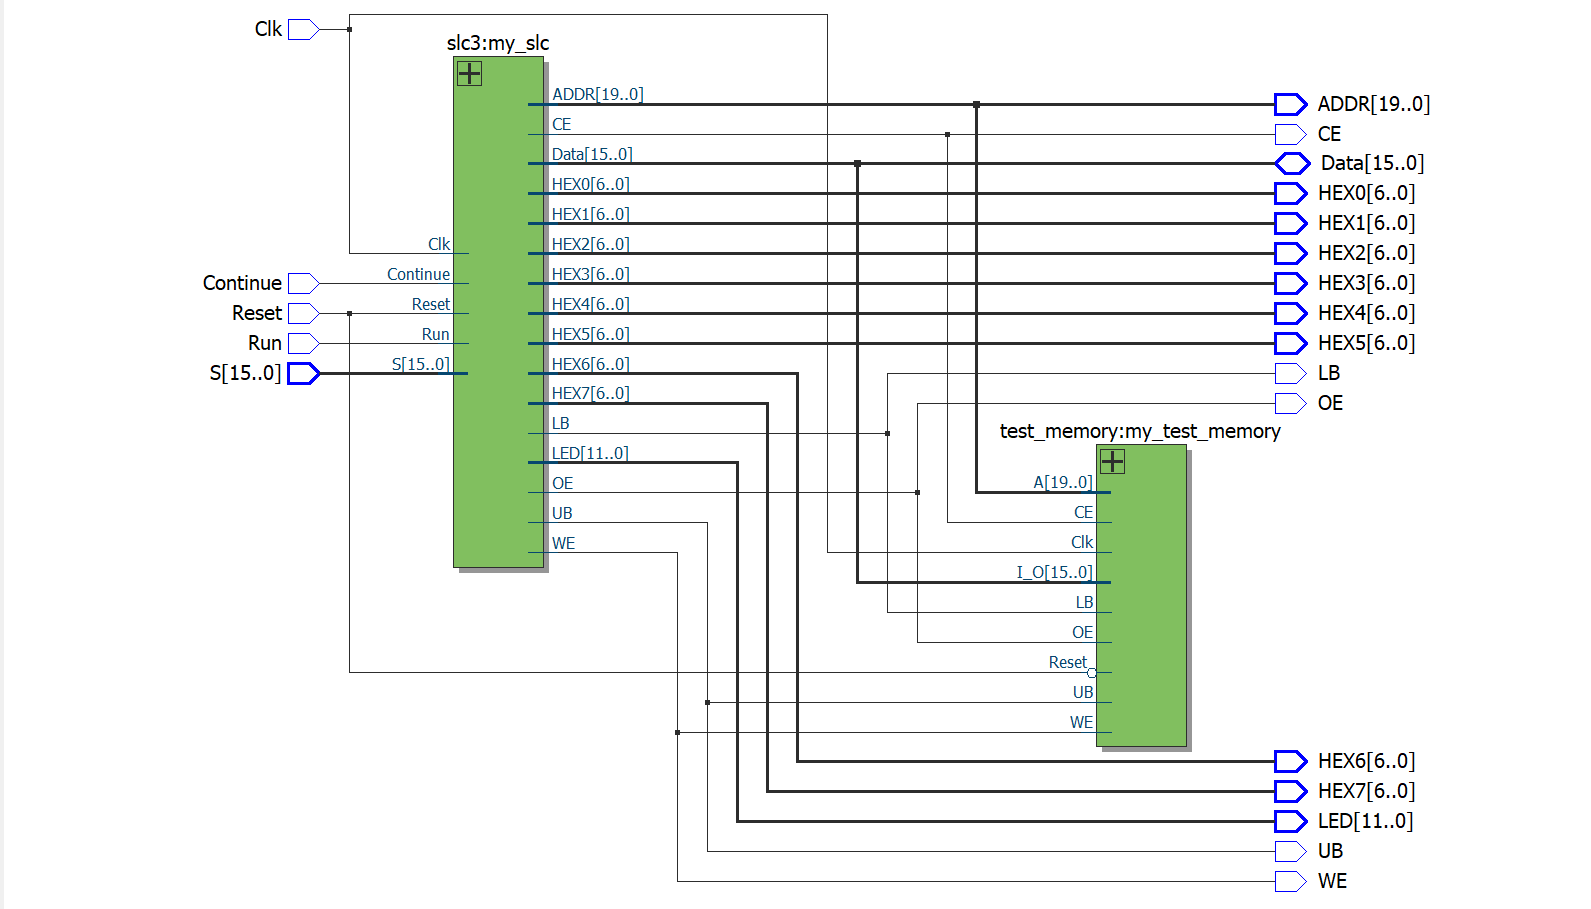 Clk
slc3:my_slc
ADDR[19..0]
CE
Data[15..0]
HEX0[6..0]
HEX1[6..0]
HEX2[6..0]
HEX3[6..0]
HEX4[6..0]
HEX5[6..0]
HEX6[6..0]
HEX7[6..0]
LB
LED[11..0]
OE
UB
WE
Clk
Continue
Reset
Run
S[15..0]
Continue
Reset
Run
S[15..0]
ADDR[19..0]
CE
Data[15..0]
HEX0[6..0]
HEX1[6..0]
HEX2[6..0]
HEX3[6..0]
HEX4[6..0]
HEX5[6..0]
LB
OE
test_memory:my_test_memory
A[19..0]
CE
Clk
I_O[15..0]
LB
OE
Reset
UB
WE
HEX6[6..0]
HEX7[6..0]
LED[11..0]
UB
WE